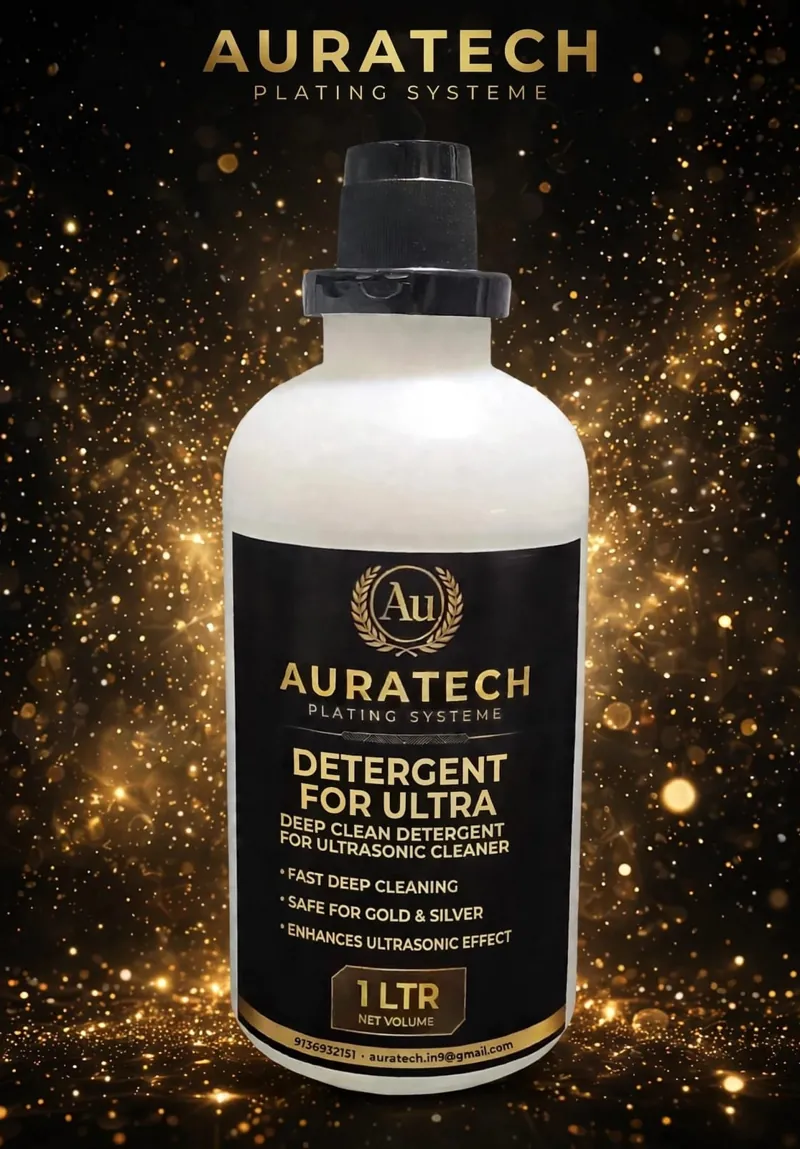 AURATECH
PLATING SYSTEME
Au
AURATECH
PLATING SYSTEME
DETERGENT
FOR ULTRA
DEEP CLEAN DETERGENT
FOR ULTRASONIC CLEANER
• FAST DEEP CLEANING
• SAFE FOR GOLD & SILVER
• ENHANCES ULTRASONIC EFFECT
1 LTR
NET VOLUME
9136932151 · auratech.in9@gmail.com